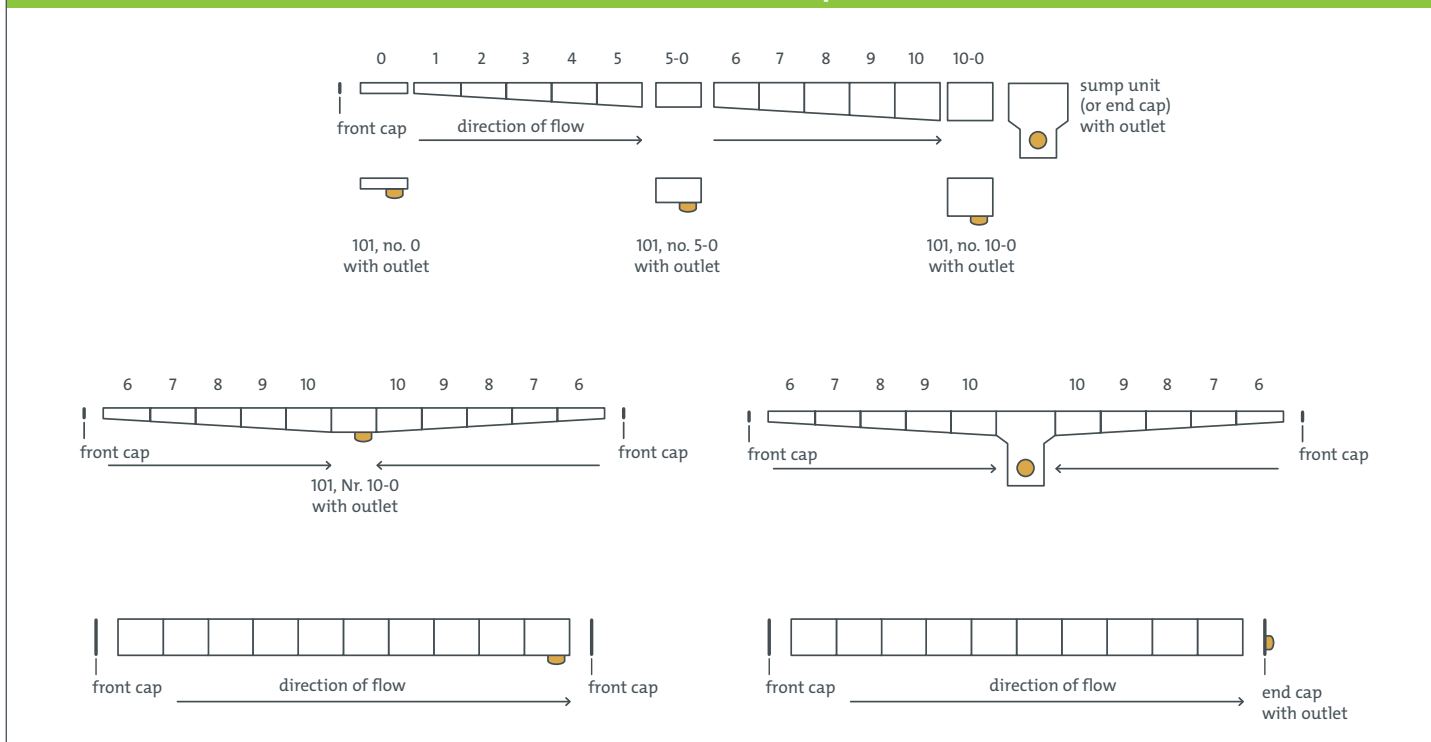 0 1 2 3 4 5 5-0 6 7 8 9 10 10-0
sump unit
(or end cap)
with outlet
front cap
direction of flow
101, no. 0
with outlet
101, no. 5-0
with outlet
101, no. 10-0
with outlet
6 7 8 9 10 10 9 8 7 6
front cap
front cap
101, Nr. 10-0
with outlet
6 7 8 9 10 10 9 8 7 6
front cap
front cap
front cap
direction of flow
front cap
front cap
direction of flow
end cap
with outlet